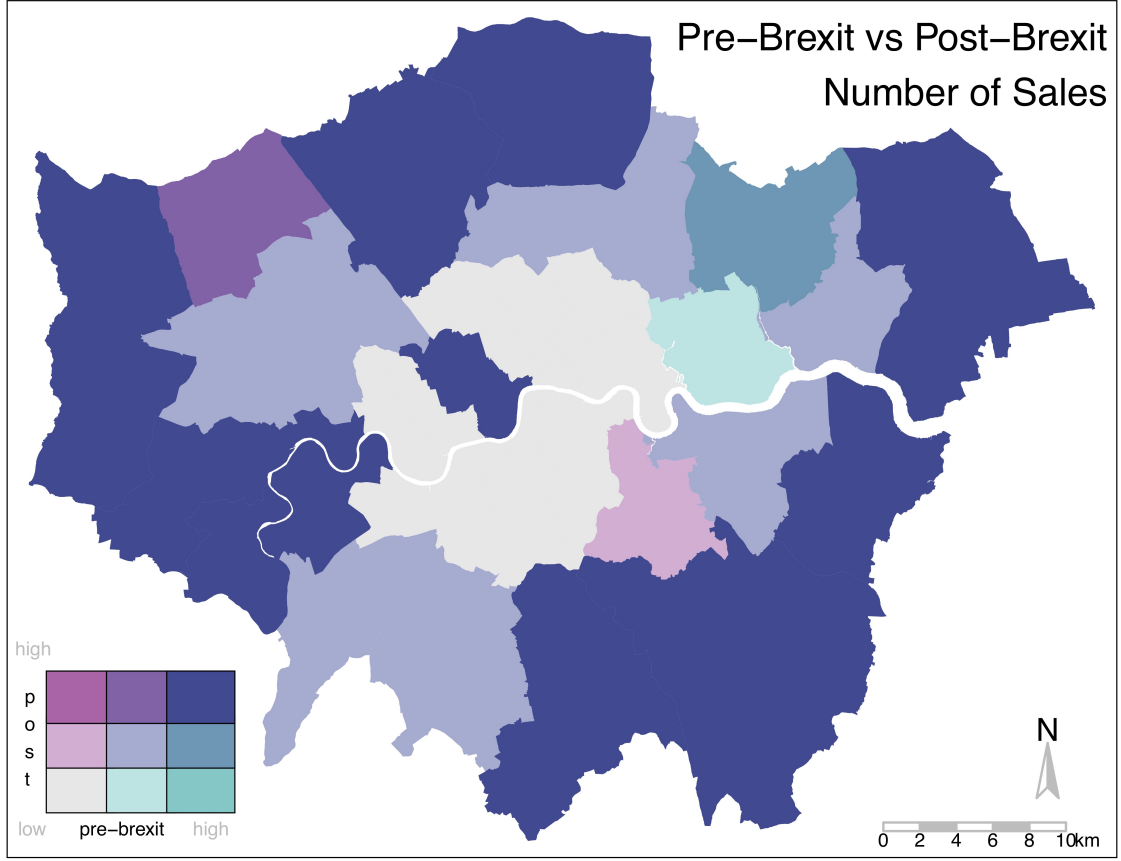 Pre−Brexit vs Post−Brexit
Number of Sales
high
p
o
s
t
low pre−brexit high
N
0 2 4 6 8 10km